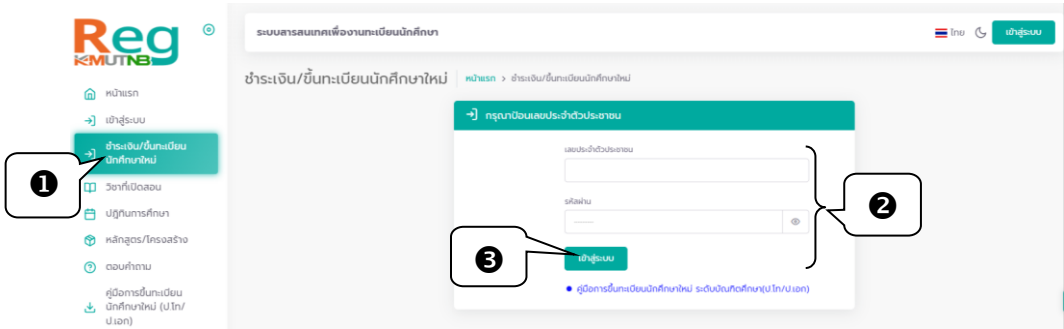 Reg
KMUTNB
ระบบสารสนเทศเพื่องานทะเบียนนักศึกษา
ไทย
เข้าสู่ระบบ
ชำระเงิน/ขึ้นทะเบียนนักศึกษาใหม่
หน้าแรก > ชำระเงิน/ขึ้นทะเบียนนักศึกษาใหม่
หน้าแรก
เข้าสู่ระบบ
ชำระเงิน/ขึ้นทะเบียน
นักศึกษาใหม่
วิชาที่เปิดสอน
ปฏิทินการศึกษา
หลักสูตร/โครงสร้าง
ตอบคำถาม
คู่มือการขึ้นทะเบียน
นักศึกษาใหม่ (ป.โท/
ป.เอก)
❶
กรุณาป้อนเลขประจำตัวประชาชน
เลขประจำตัวประชาชน
รหัสผ่าน
❷
❸
เข้าสู่ระบบ
● คู่มือการขึ้นทะเบียนนักศึกษาใหม่ ระดับบัณฑิตศึกษา(ป.โท/ป.เอก)